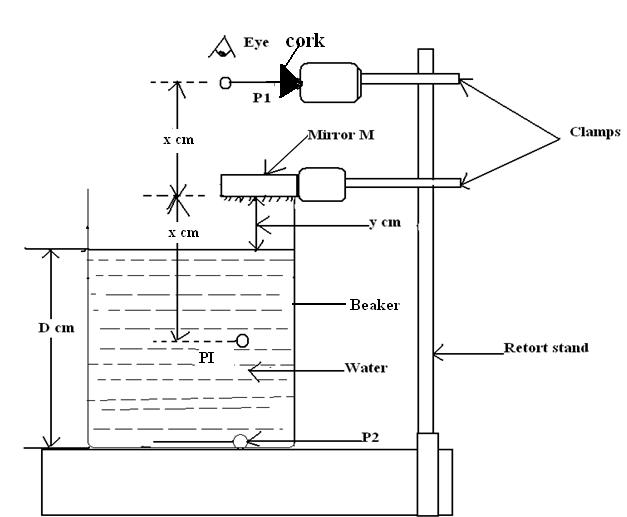 Eye
cork
P1
x cm
Clamps
Mirror M
x cm
y cm
Beaker
D cm
PI
Water
Retort stand
P2